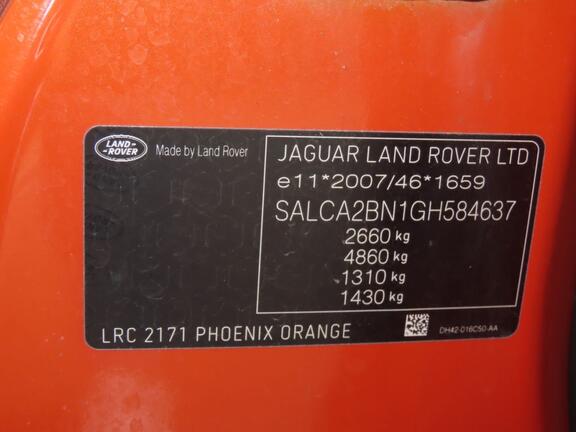 LAND-
-ROVER
Made by Land Rover
JAGUAR LAND ROVER LTD
e11*2007/46*1659
SALCA2BN1GH584637
2660 kg
4860 kg
1310 kg
1430 kg
LRC 2171 PHOENIX ORANGE
DH42-016C50-AA